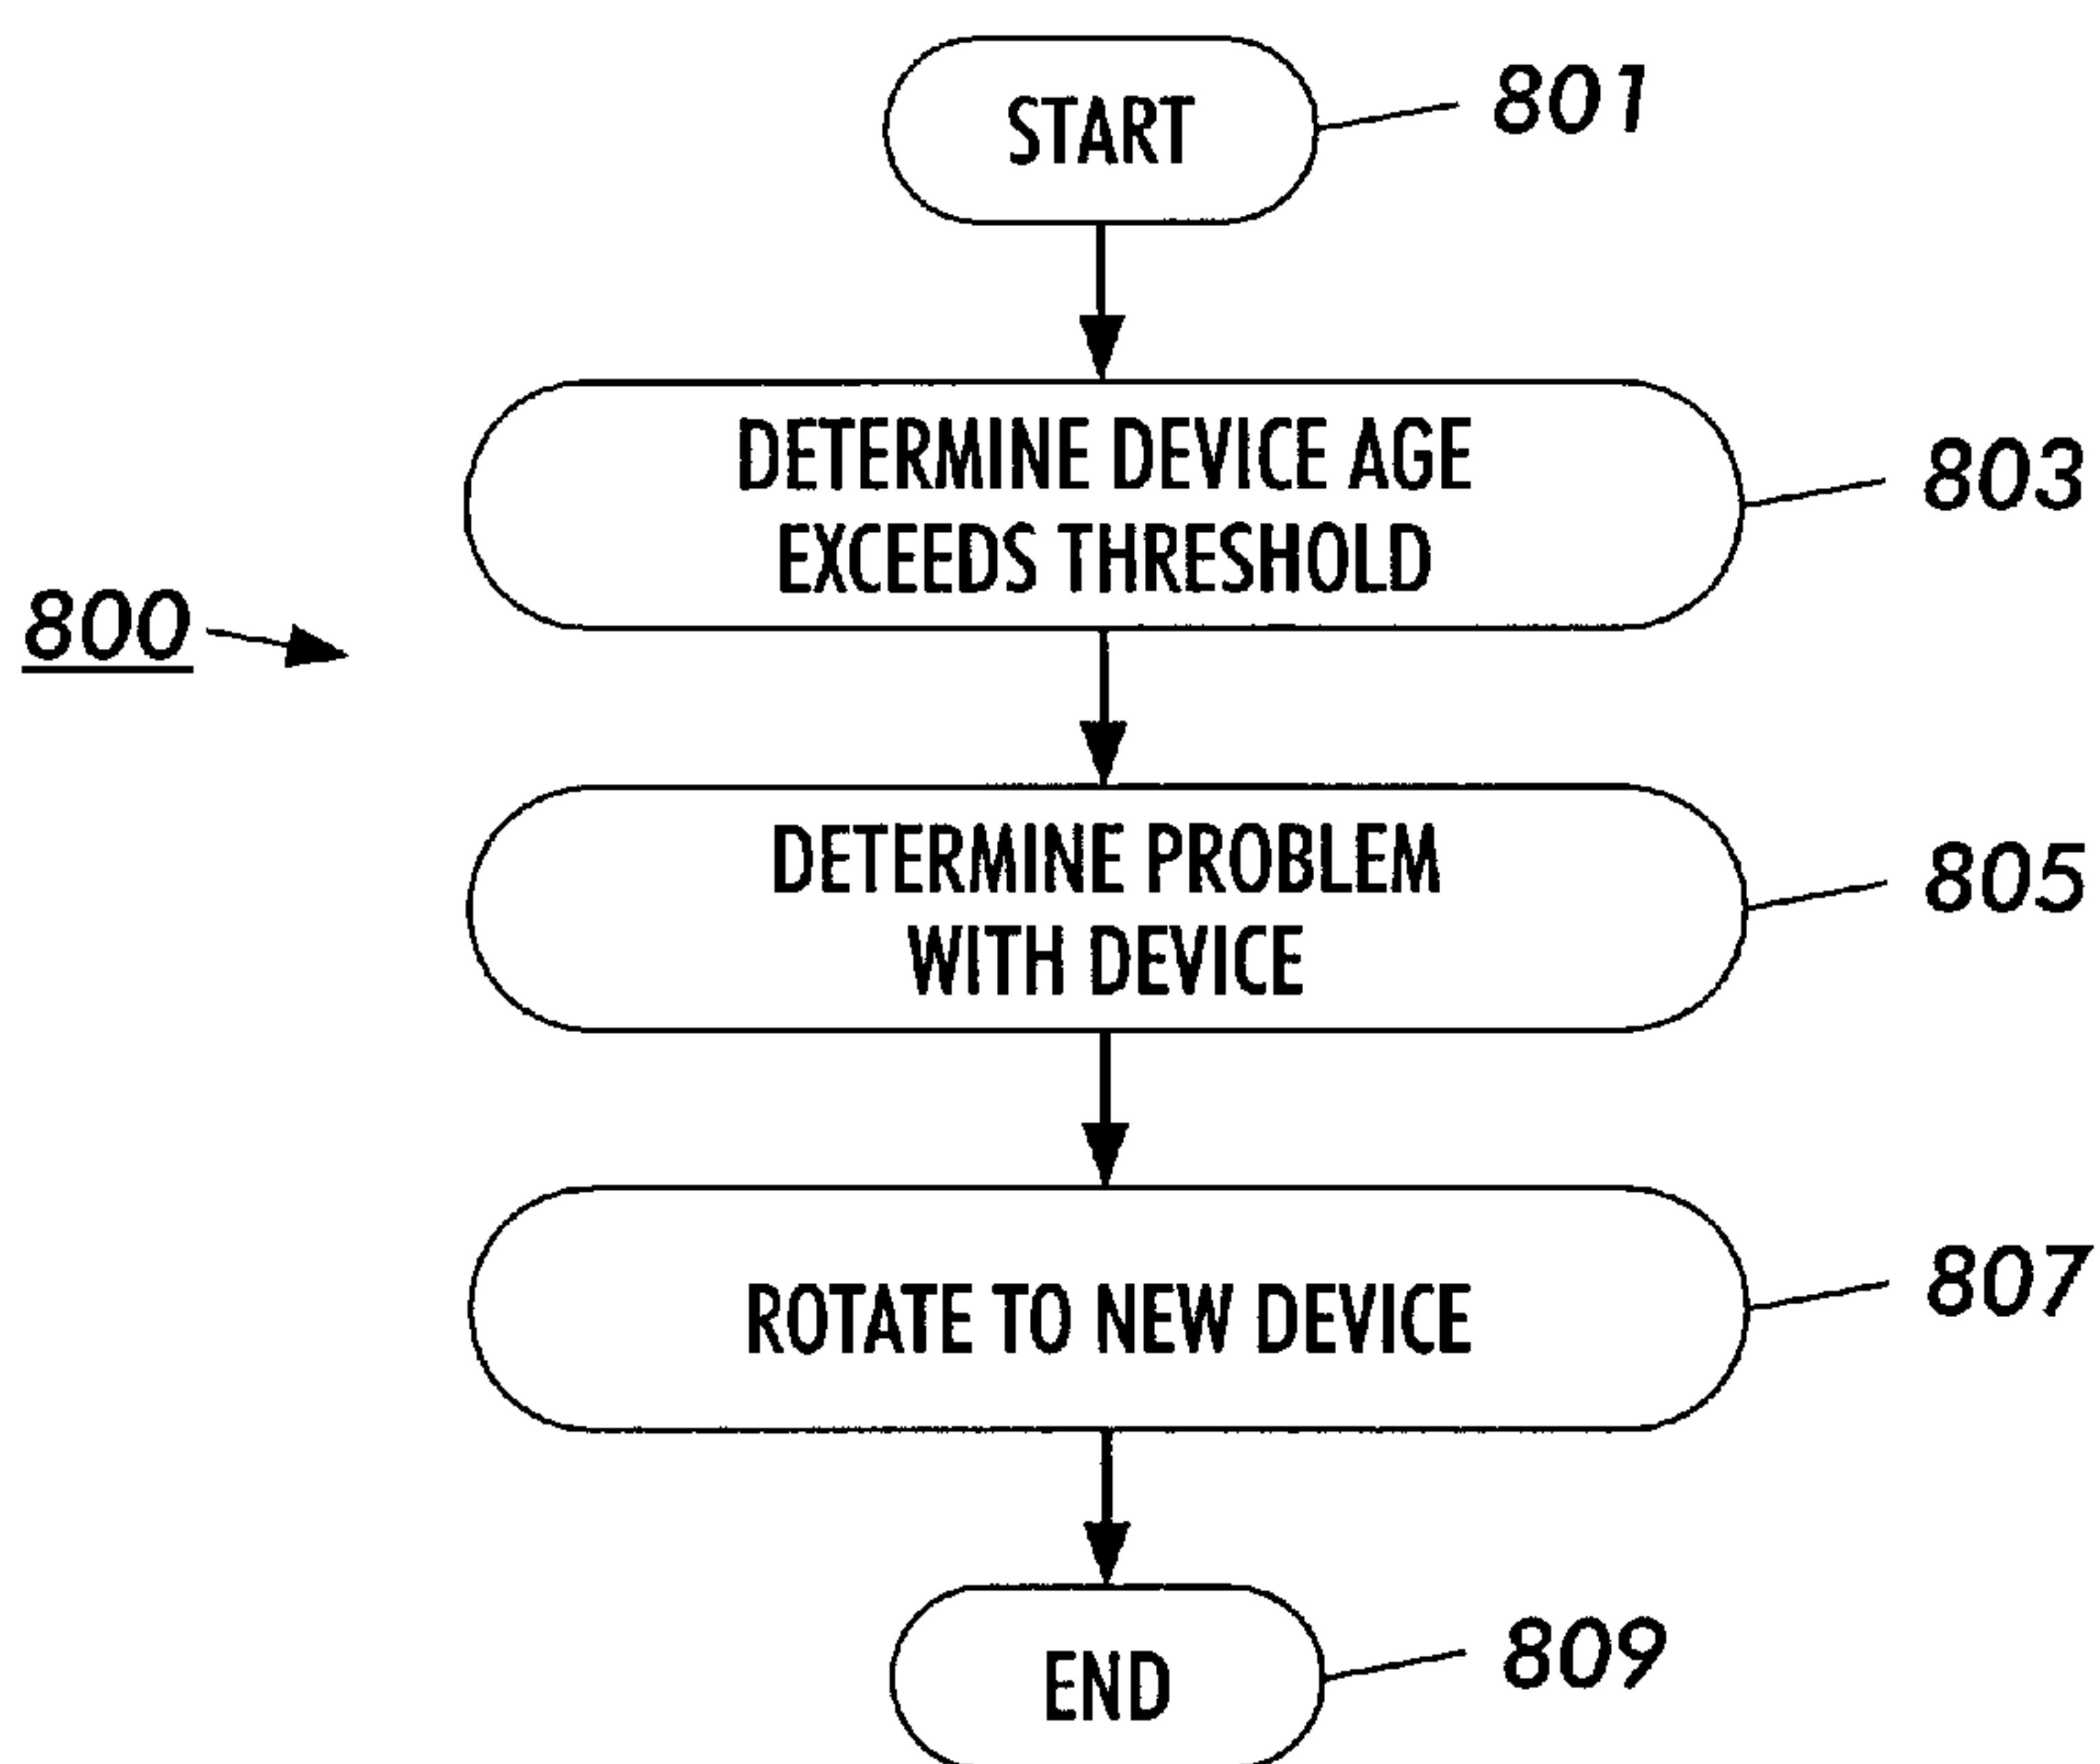 START
801
DETERMINE DEVICE AGE
EXCEEDS THRESHOLD
803
800
DETERMINE PROBLEM
WITH DEVICE
805
ROTATE TO NEW DEVICE
807
END
809